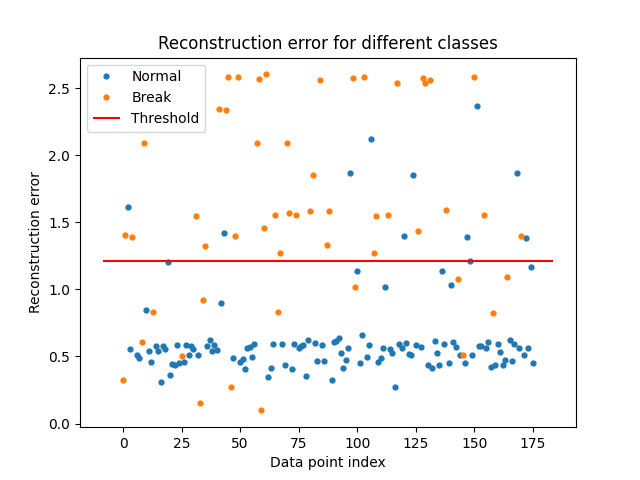 Reconstruction error for different classes
Normal
Break
Threshold
Reconstruction error
2.5
2.0
1.5
1.0
0.5
0.0
0 25 50 75 100 125 150 175
Data point index